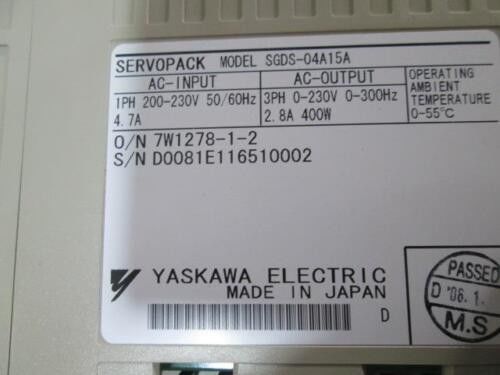 SERVOPACK MODEL SGDS-04A15A
AC-INPUT AC-OUTPUT OPERATING
AMBIENT
TEMPERATURE
0-55℃
1PH 200-230V 50/60Hz 3PH 0-230V 0-300Hz
4.7A 2.8A 400W
O/N 7W1278-1-2
S/N D0081E116510002
YASKAWA ELECTRIC
MADE IN JAPAN
D
PASSED
D '06.1.
M.S